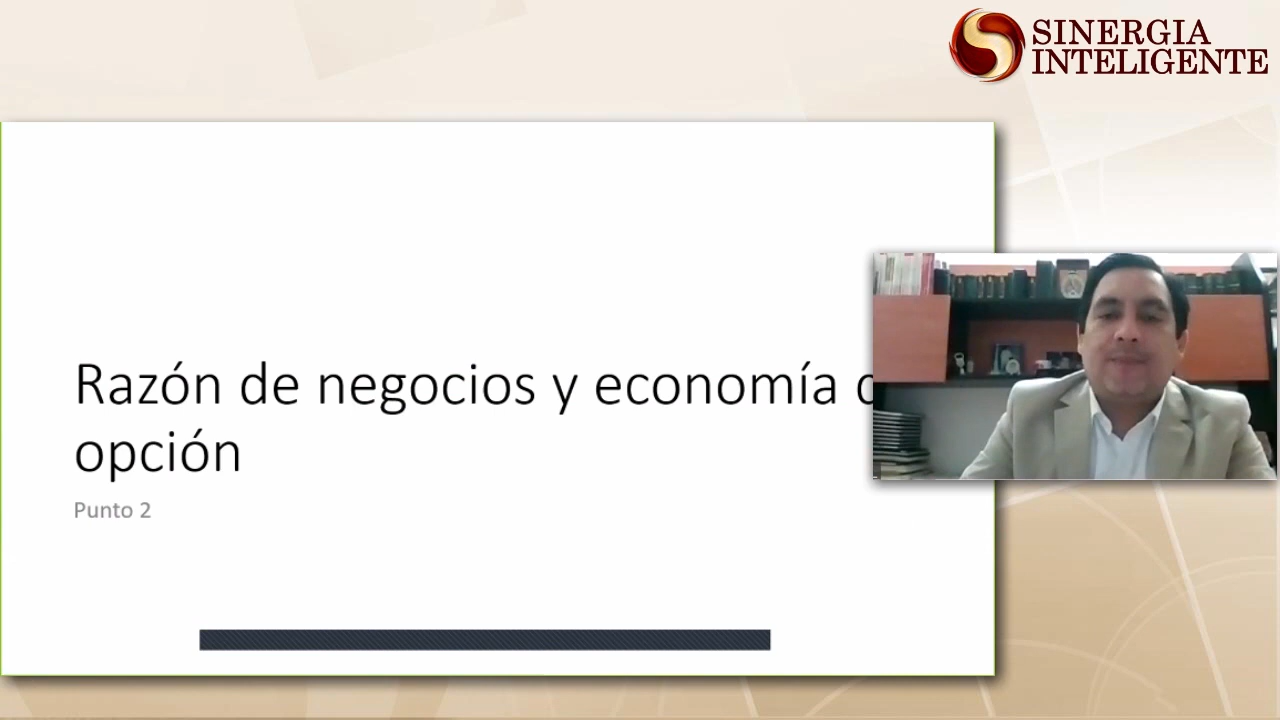 SINERGIA
INTELIGENTE
Razón de negocios y economía
opción
Punto 2